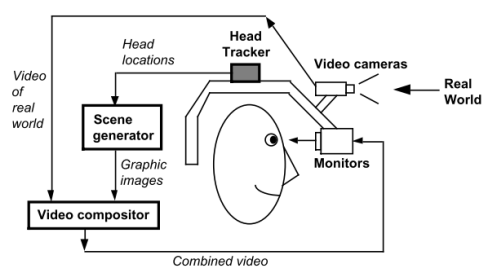 Head
Tracker
Head
locations
Video cameras
Real
World
Video
of
real
world
Scene
generator
Graphic
images
Monitors
Video compositor
Combined video